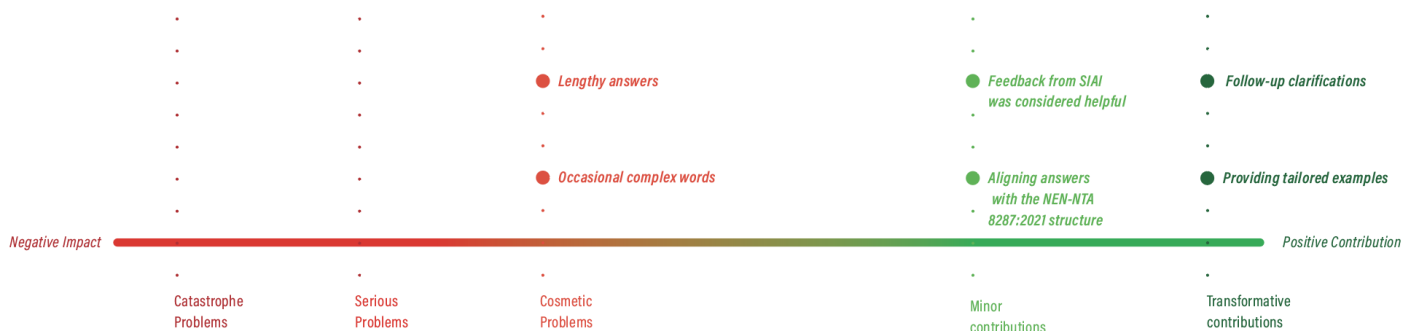 Lengthy answers
Feedback from SIAI
was considered helpful
Follow-up clarifications
Occasional complex words
Aligning answers
with the NEN-NTA
8287:2021 structure
Providing tailored examples
Negative Impact
Positive Contribution
Catastrophe
Problems
Serious
Problems
Cosmetic
Problems
Minor
contributions
Transformative
contributions